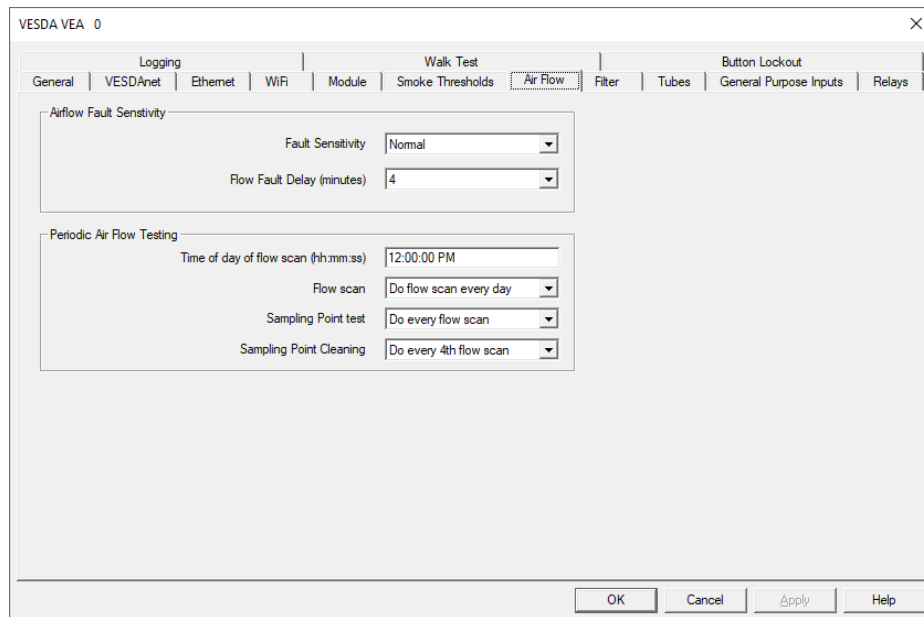 VESDA VEA 0
Logging Walk Test Button Lockout
General VESDAnet Ethernet WiFi Module Smoke Thresholds Air Flow Filter Tubes General Purpose Inputs Relays
Airflow Fault Senstivity
Fault Sensitivity Normal
Flow Fault Delay (minutes) 4
Periodic Air Flow Testing
Time of day of flow scan (hh:mm:ss) 12:00:00 PM
Flow scan Do flow scan every day
Sampling Point test Do every flow scan
Sampling Point Cleaning Do every 4th flow scan
OK Cancel Apply Help